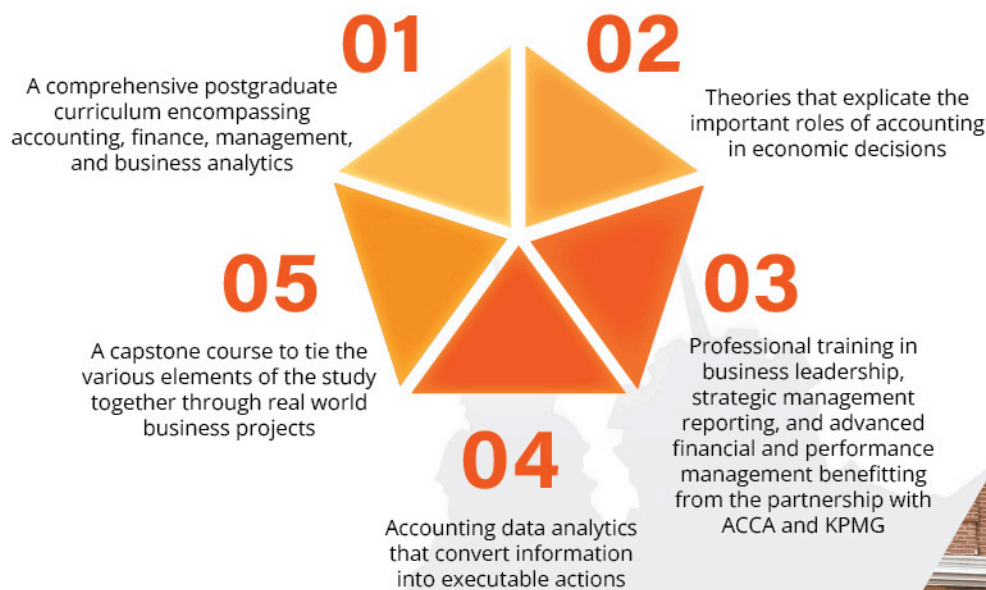 01
A comprehensive postgraduate
curriculum encompassing
accounting, finance, management,
and business analytics
02
Theories that explicate the
important roles of accounting
in economic decisions
03
Professional training in
business leadership,
strategic management
reporting, and advanced
financial and performance
management benefitting
from the partnership with
ACCA and KPMG
04
Accounting data analytics
that convert information
into executable actions
05
A capstone course to tie the
various elements of the study
together through real world
business projects